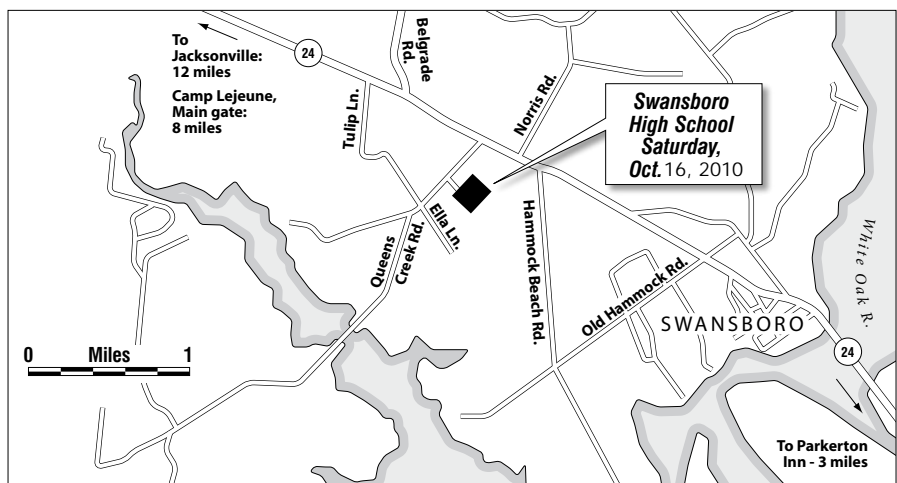 To
Jacksonville:
12 miles
Camp Lejeune,
Main gate:
8 miles
24
Belgrade
Rd.
Tulip Ln.
Norris Rd.
Swansboro
High School
Saturday,
Oct. 16, 2010
Ella Ln.
Queens
Creek Rd.
Hammock Beach Rd.
Old Hammock Rd.
White Oak R.
SWANSBORO
0 Miles 1
24
To Parkerton
Inn - 3 miles